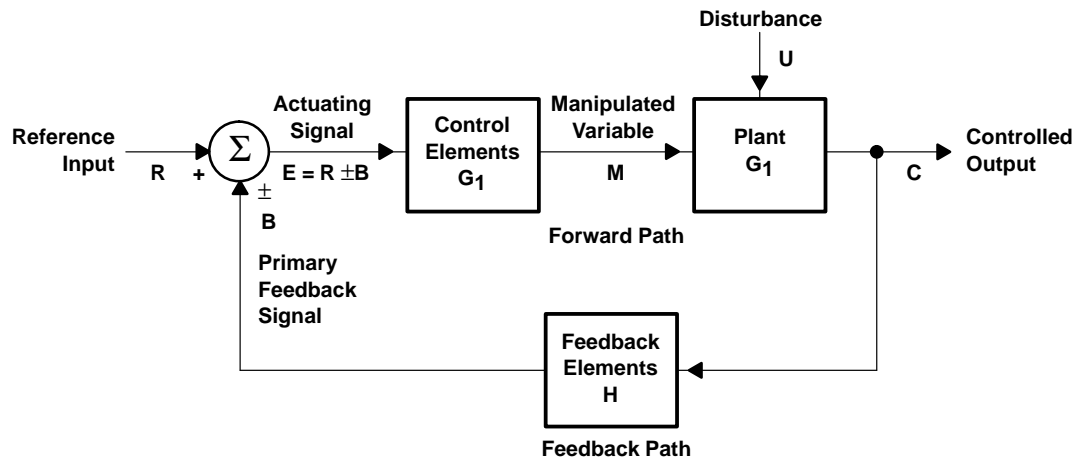 Disturbance
U
Actuating
Signal
Manipulated
Variable
Reference
Input
R
+
Σ
±
B
E = R ±B
Control
Elements
G1
M
Plant
G1
C
Controlled
Output
Forward Path
Primary
Feedback
Signal
Feedback
Elements
H
Feedback Path